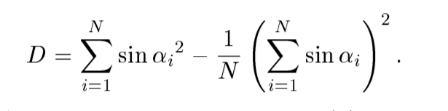 D = \sum_{i=1}^{N} \sin {\alpha_i}^2 - \frac{1}{N} \left( \sum_{i=1}^{N} \sin \alpha_i \right)^2 .